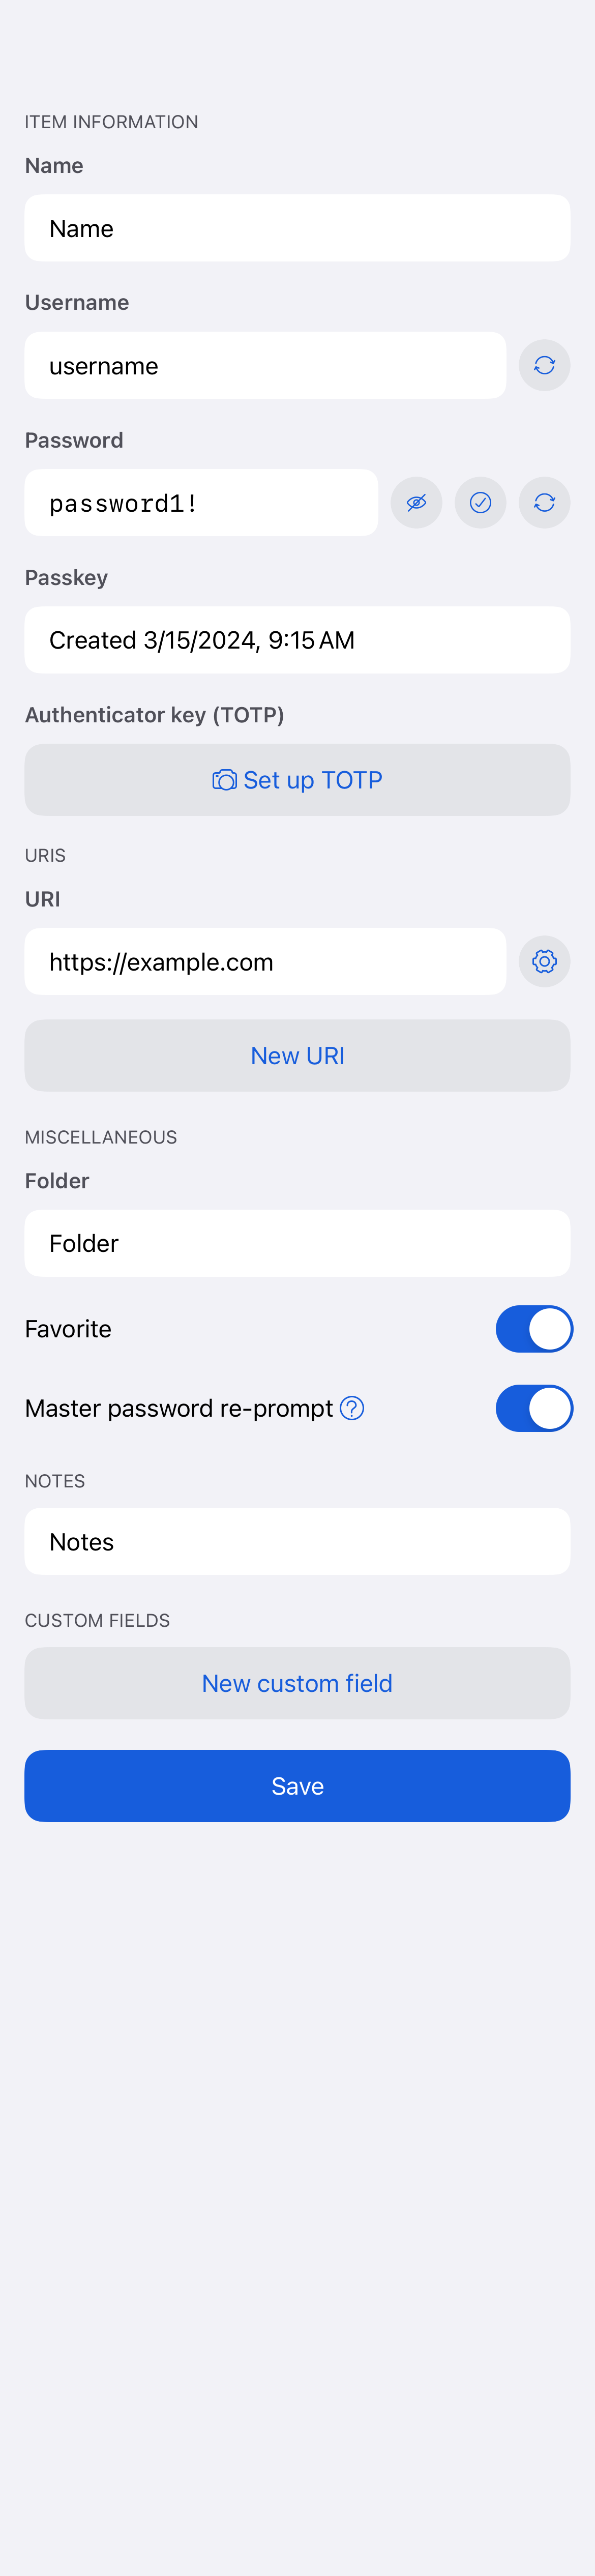 ITEM INFORMATION
Name
Name
Username
username
Password
password1!
Passkey
Created 3/15/2024, 9:15 AM
Authenticator key (TOTP)
Set up TOTP
URIS
URI
https://example.com
New URI
MISCELLANEOUS
Folder
Folder
Favorite
Master password re-prompt
NOTES
Notes
CUSTOM FIELDS
New custom field
Save